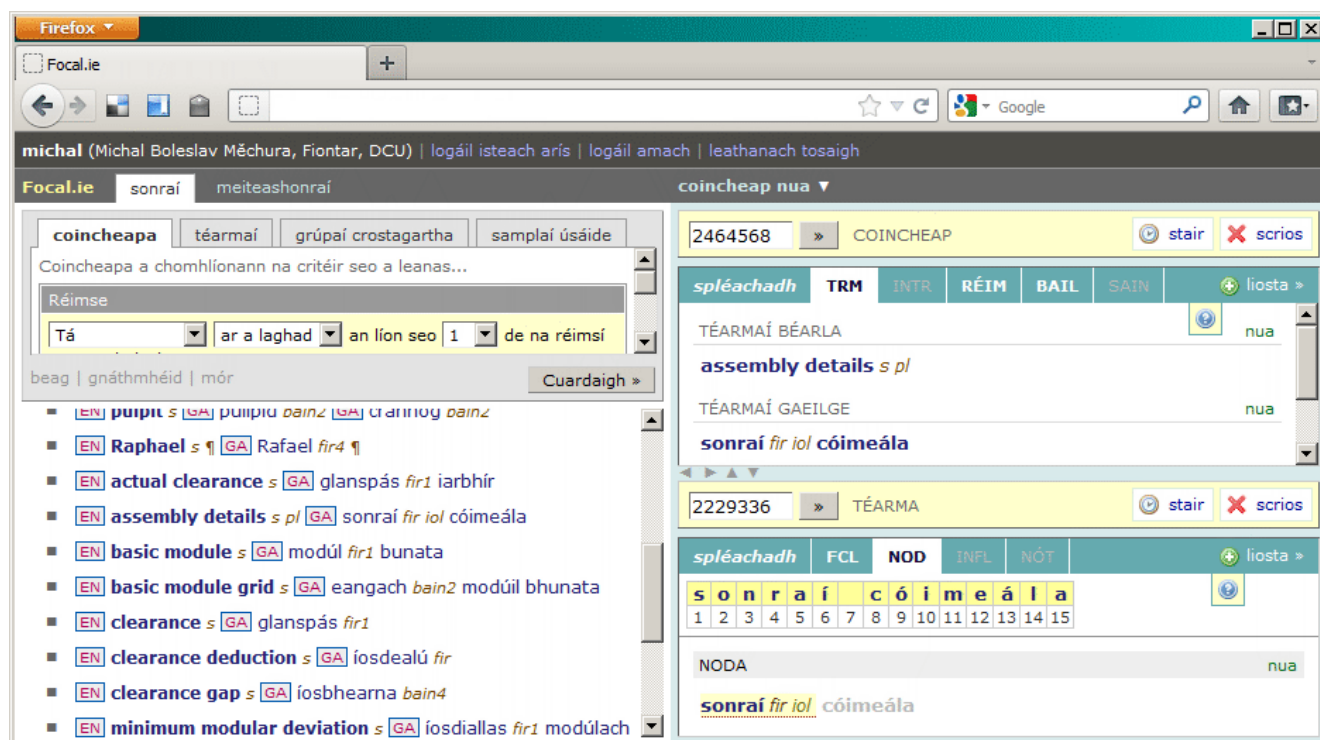 Firefox
Focal.ie
Google
michal (Michal Boleslav Měchura, Fiontar, DCU) | logáil isteach arís | logáil amach | leathanach tosaigh
Focal.ie sonraí meiteashonraí
coincheapa téarmaí grúpaí crostagartha samplaí úsáide
Coincheapa a chomhlíonann na critéir seo a leanas...
Réimse
Tá ar a laghad an líon seo 1 de na réimsí
beag | gnáthmhéid | mór Cuardaigh »
EN pulpit s GA puilpid bain2 GA crannóg bain2
EN Raphael s ¶ GA Rafael fir4 ¶
EN actual clearance s GA glanspás fir1 iarbhír
EN assembly details s pl GA sonraí fir iol cóimeála
EN basic module s GA modúl fir1 bunata
EN basic module grid s GA eangach bain2 modúil bhunata
EN clearance s GA glanspás fir1
EN clearance deduction s GA íosdealú fir
EN clearance gap s GA íosbhearna bain4
EN minimum modular deviation s GA íosdiallas fir1 modúlach
coincheap nua ▼
2464568 » COINCHEAP stair scrios
spléachadh TRM INTR RÉIM BAIL SAIN liosta »
TÉARMAÍ BÉARLA nua
assembly details s pl
TÉARMAÍ GAEILGE nua
sonraí fir iol cóimeála
2229336 » TÉARMA stair scrios
spléachadh FCL NOD INFL NÓT liosta »
s o n r a í c ó i m e á l a
1 2 3 4 5 6 7 8 9 10 11 12 13 14 15
NODA nua
sonraí fir iol cóimeála